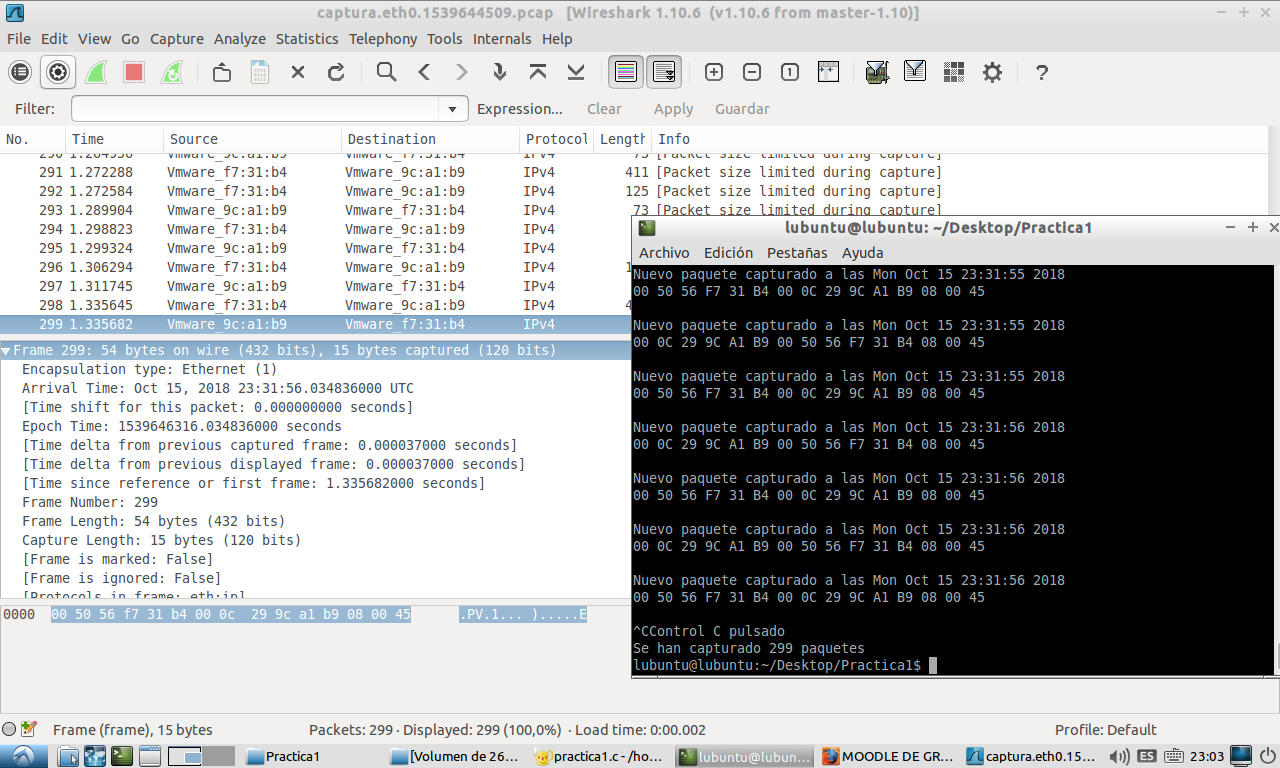 captura.eth0.1539644509.pcap [Wireshark 1.10.6 (v1.10.6 from master-1.10)]
File Edit View Go Capture Analyze Statistics Telephony Tools Internals Help
Filter: Expression... Clear Apply Guardar
No. Time Source Destination Protocol Length Info
290 1.264936 Vmware_9c:a1:b9 Vmware_f7:31:b4 IPv4 73 [Packet size limited during capture]
291 1.272288 Vmware_f7:31:b4 Vmware_9c:a1:b9 IPv4 411 [Packet size limited during capture]
292 1.272584 Vmware_f7:31:b4 Vmware_9c:a1:b9 IPv4 125 [Packet size limited during capture]
293 1.289904 Vmware_9c:a1:b9 Vmware_f7:31:b4 IPv4 73 [Packet size limited during capture]
294 1.298823 Vmware_f7:31:b4 Vmware_9c:a1:b9 IPv4
295 1.299324 Vmware_9c:a1:b9 Vmware_f7:31:b4 IPv4
296 1.306294 Vmware_f7:31:b4 Vmware_9c:a1:b9 IPv4 1
297 1.311745 Vmware_9c:a1:b9 Vmware_f7:31:b4 IPv4
298 1.335645 Vmware_f7:31:b4 Vmware_9c:a1:b9 IPv4 4
299 1.335682 Vmware_9c:a1:b9 Vmware_f7:31:b4 IPv4
Frame 299: 54 bytes on wire (432 bits), 15 bytes captured (120 bits)
Encapsulation type: Ethernet (1)
Arrival Time: Oct 15, 2018 23:31:56.034836000 UTC
[Time shift for this packet: 0.000000000 seconds]
Epoch Time: 1539646316.034836000 seconds
[Time delta from previous captured frame: 0.000037000 seconds]
[Time delta from previous displayed frame: 0.000037000 seconds]
[Time since reference or first frame: 1.335682000 seconds]
Frame Number: 299
Frame Length: 54 bytes (432 bits)
Capture Length: 15 bytes (120 bits)
[Frame is marked: False]
[Frame is ignored: False]
[Protocols in frame: eth:ip]
0000 00 50 56 f7 31 b4 00 0c 29 9c a1 b9 08 00 45 .PV.1... ).....E
lubuntu@lubuntu: ~/Desktop/Practica1
Archivo Edición Pestañas Ayuda
Nuevo paquete capturado a las Mon Oct 15 23:31:55 2018
00 50 56 F7 31 B4 00 0C 29 9C A1 B9 08 00 45
Nuevo paquete capturado a las Mon Oct 15 23:31:55 2018
00 0C 29 9C A1 B9 00 50 56 F7 31 B4 08 00 45
Nuevo paquete capturado a las Mon Oct 15 23:31:55 2018
00 50 56 F7 31 B4 00 0C 29 9C A1 B9 08 00 45
Nuevo paquete capturado a las Mon Oct 15 23:31:56 2018
00 0C 29 9C A1 B9 00 50 56 F7 31 B4 08 00 45
Nuevo paquete capturado a las Mon Oct 15 23:31:56 2018
00 50 56 F7 31 B4 00 0C 29 9C A1 B9 08 00 45
Nuevo paquete capturado a las Mon Oct 15 23:31:56 2018
00 0C 29 9C A1 B9 00 50 56 F7 31 B4 08 00 45
Nuevo paquete capturado a las Mon Oct 15 23:31:56 2018
00 50 56 F7 31 B4 00 0C 29 9C A1 B9 08 00 45
^CControl C pulsado
Se han capturado 299 paquetes
lubuntu@lubuntu:~/Desktop/Practica1$
Frame (frame), 15 bytes Packets: 299 · Displayed: 299 (100,0%) · Load time: 0:00.002 Profile: Default
Practica1 [Volumen de 26... practica1.c - /ho... lubuntu@lubun... MOODLE DE GR... captura.eth0.15... ES 23:03